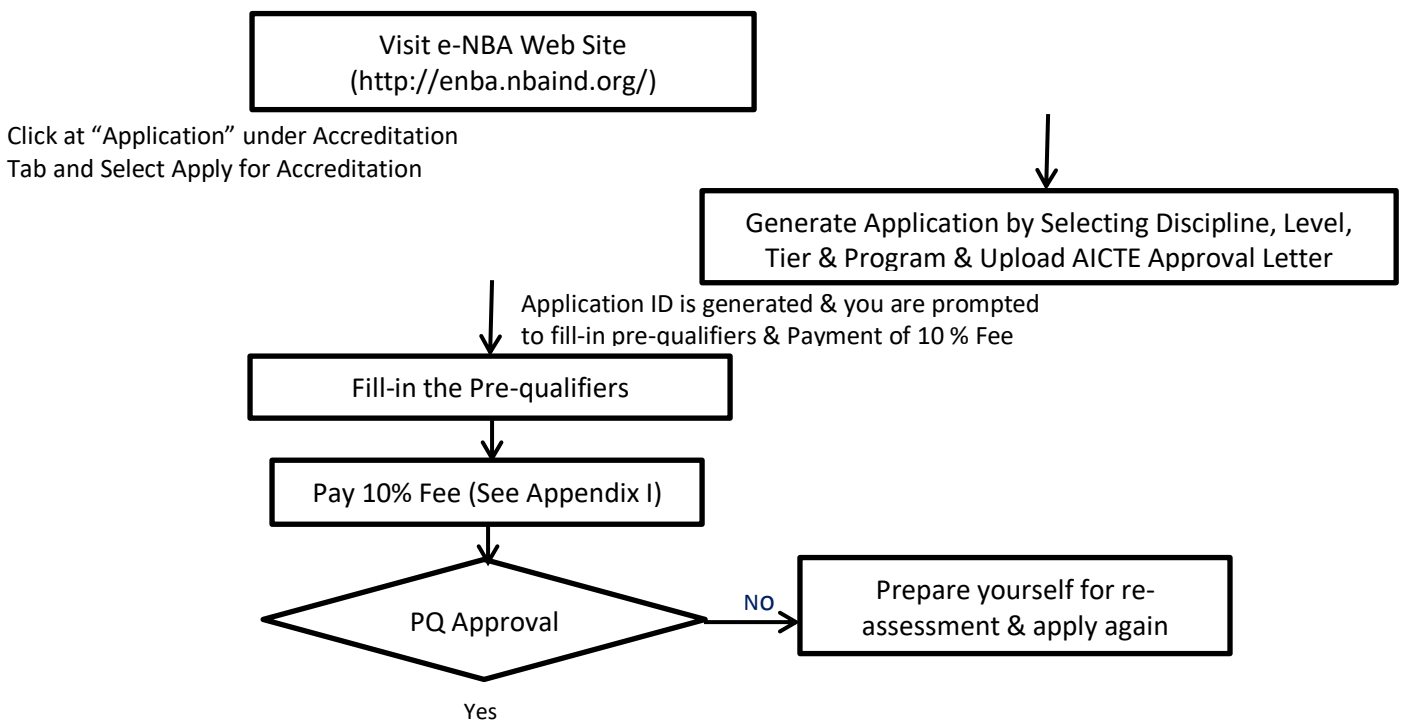 Visit e-NBA Web Site
(http://enba.nbaind.org/)
Click at “Application” under Accreditation
Tab and Select Apply for Accreditation
Generate Application by Selecting Discipline, Level,
Tier & Program & Upload AICTE Approval Letter
Application ID is generated & you are prompted
to fill-in pre-qualifiers & Payment of 10 % Fee
Fill-in the Pre-qualifiers
Pay 10% Fee (See Appendix I)
PQ Approval
NO
Prepare yourself for re-
assessment & apply again
Yes